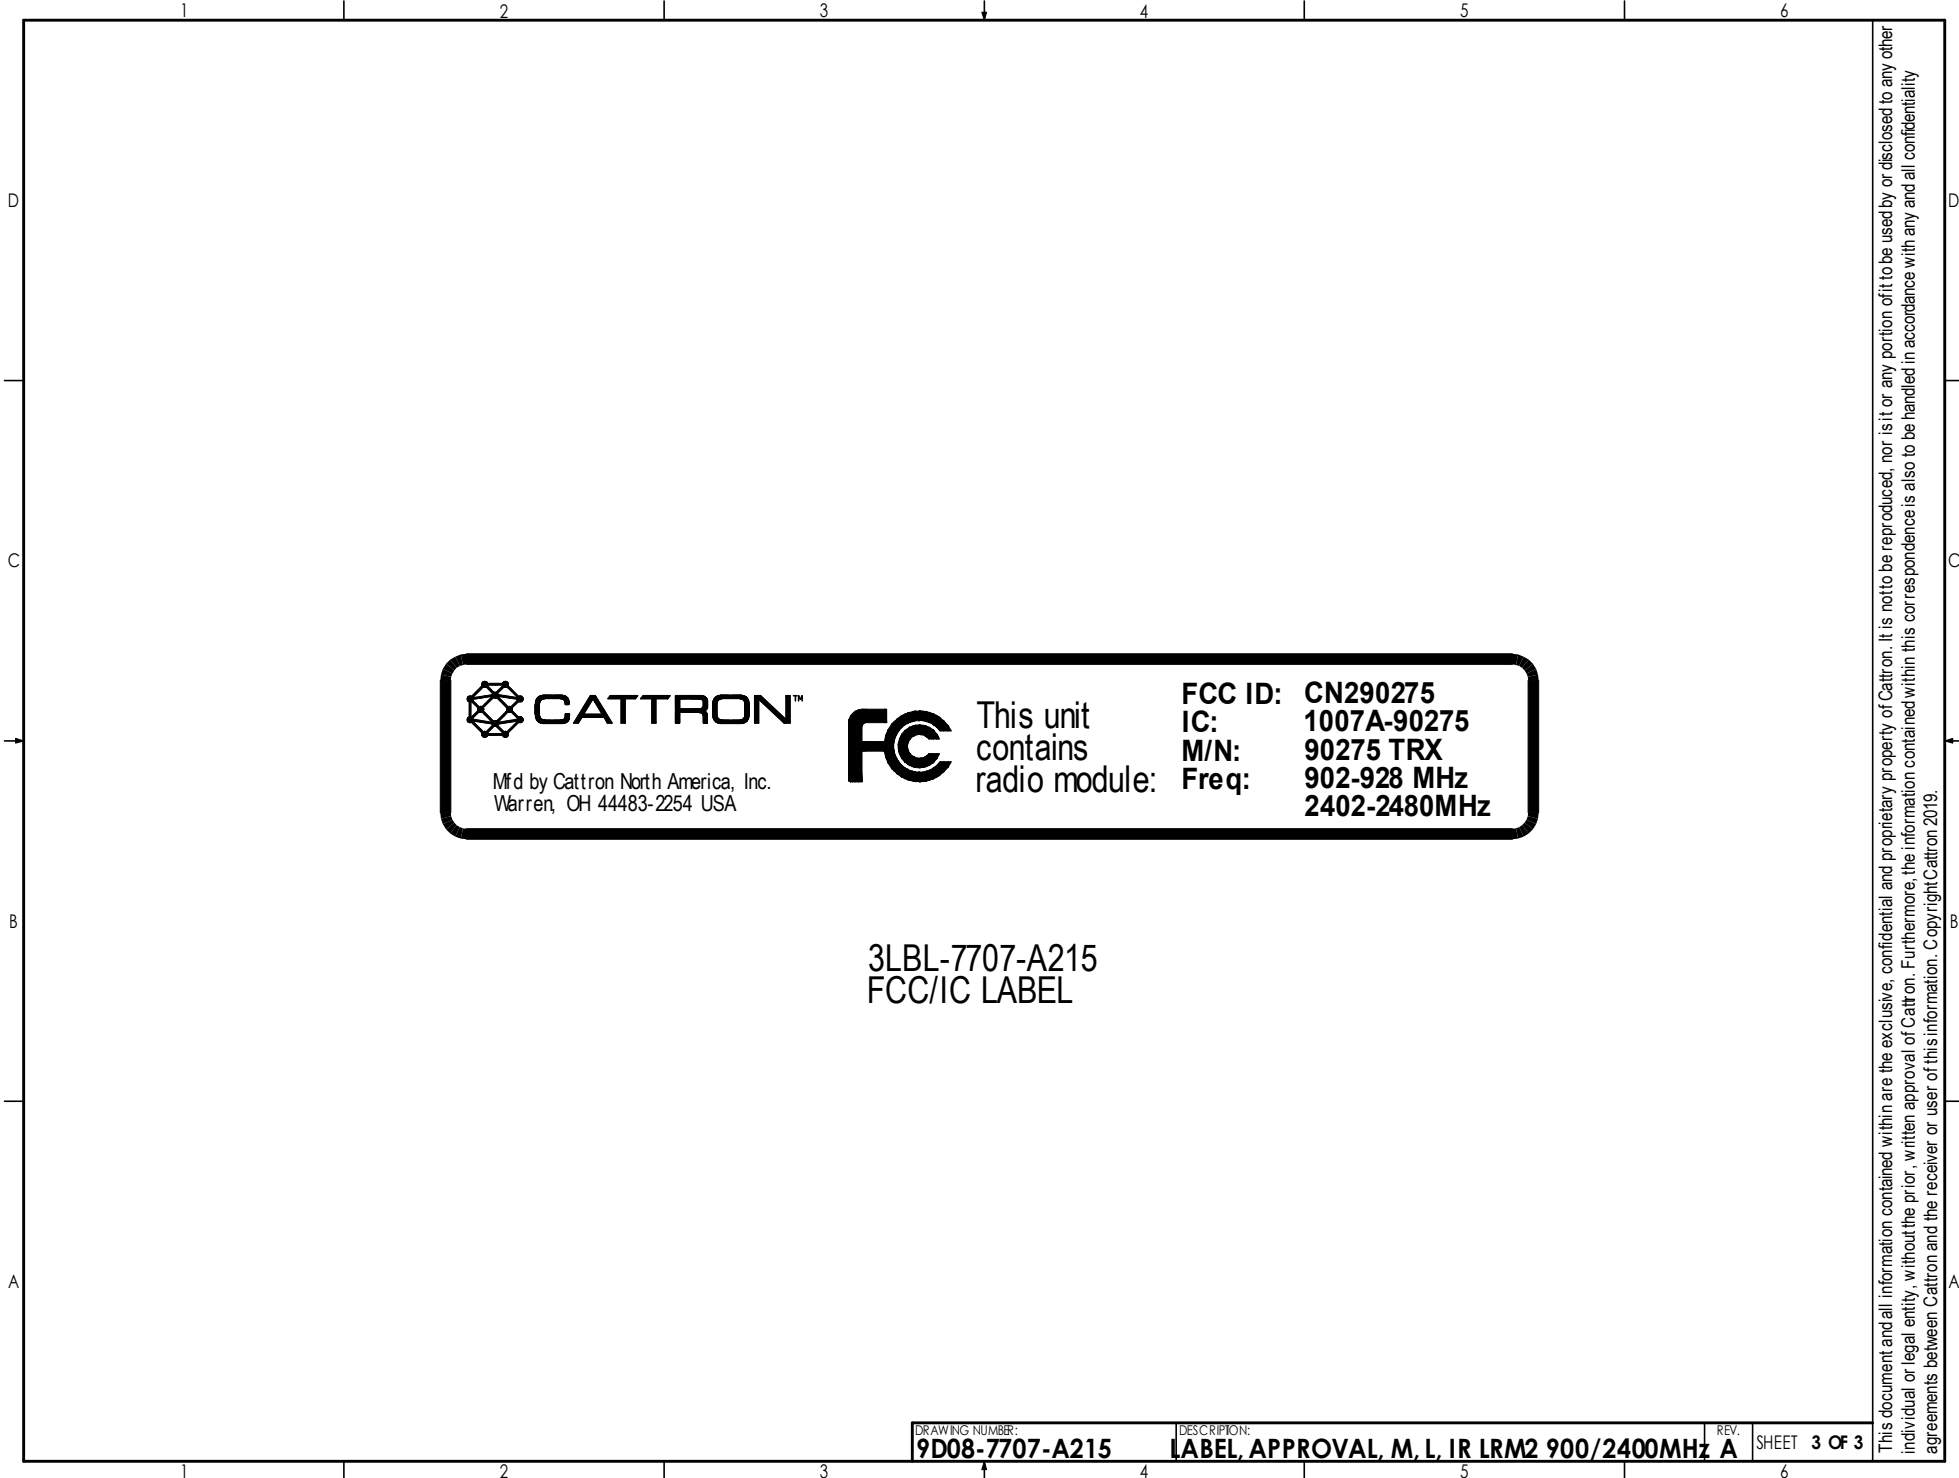 1 2 3 4 5 6
D D
C C
B B
A A
CATTRON™
Mfd by Cattron North America, Inc.
Warren, OH 44483-2254 USA
FC
This unit
contains
radio module:
FCC ID: CN290275
IC: 1007A-90275
M/N: 90275 TRX
Freq: 902-928 MHz
2402-2480MHz
3LBL-7707-A215
FCC/IC LABEL
This document and all information contained within are the exclusive, confidential and proprietary property of Cattron. It is not to be reproduced, nor is it or any portion of it to be used by or disclosed to any other
individual or legal entity, without the prior, written approval of Cattron. Furthermore, the information contained within this correspondence is also to be handled in accordance with any and all confidentiality
agreements between Cattron and the receiver or user of this information. Copyright Cattron 2019.
DRAWING NUMBER: DESCRIPTION: REV.
9D08-7707-A215 LABEL, APPROVAL, M, L, IR LRM2 900/2400MHz A SHEET 3 OF 3
1 2 3 4 5 6